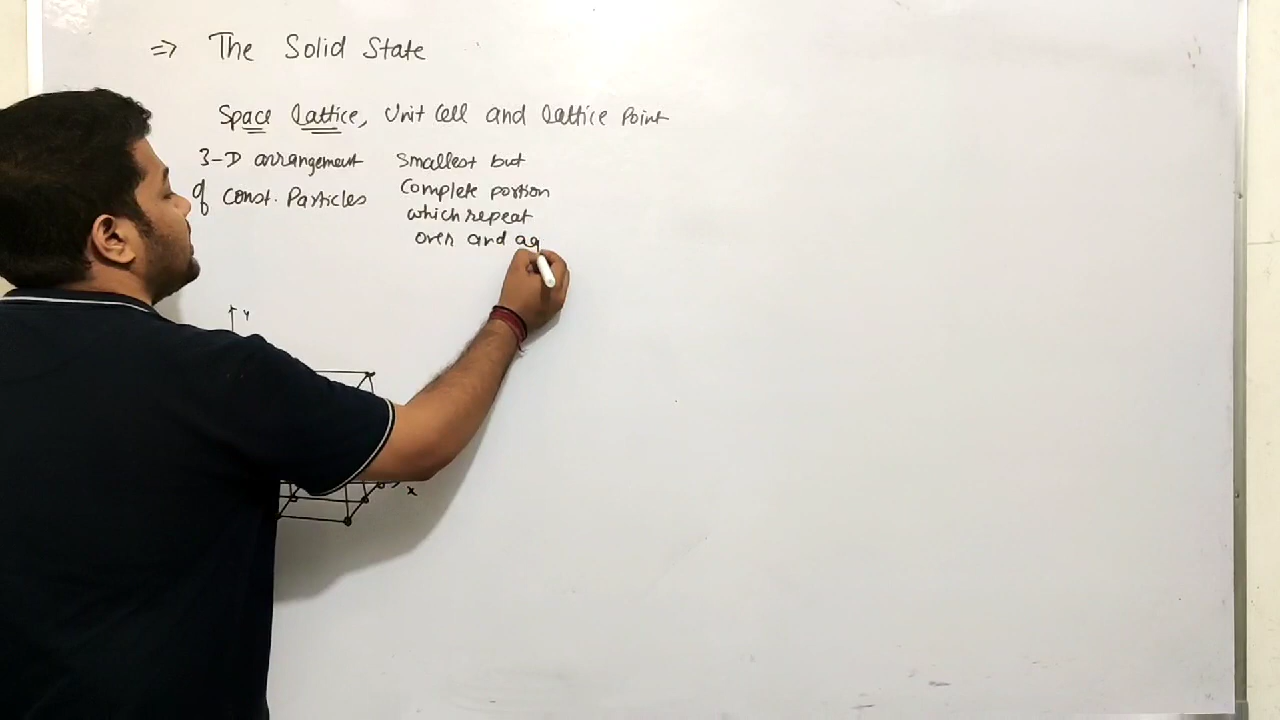 ⇒ The Solid State
Space lattice, Unit Cell and lattice Point
3-D arrangement
of Const. Particles
Smallest but
Complete portion
which repeat
over and ag
Y
x